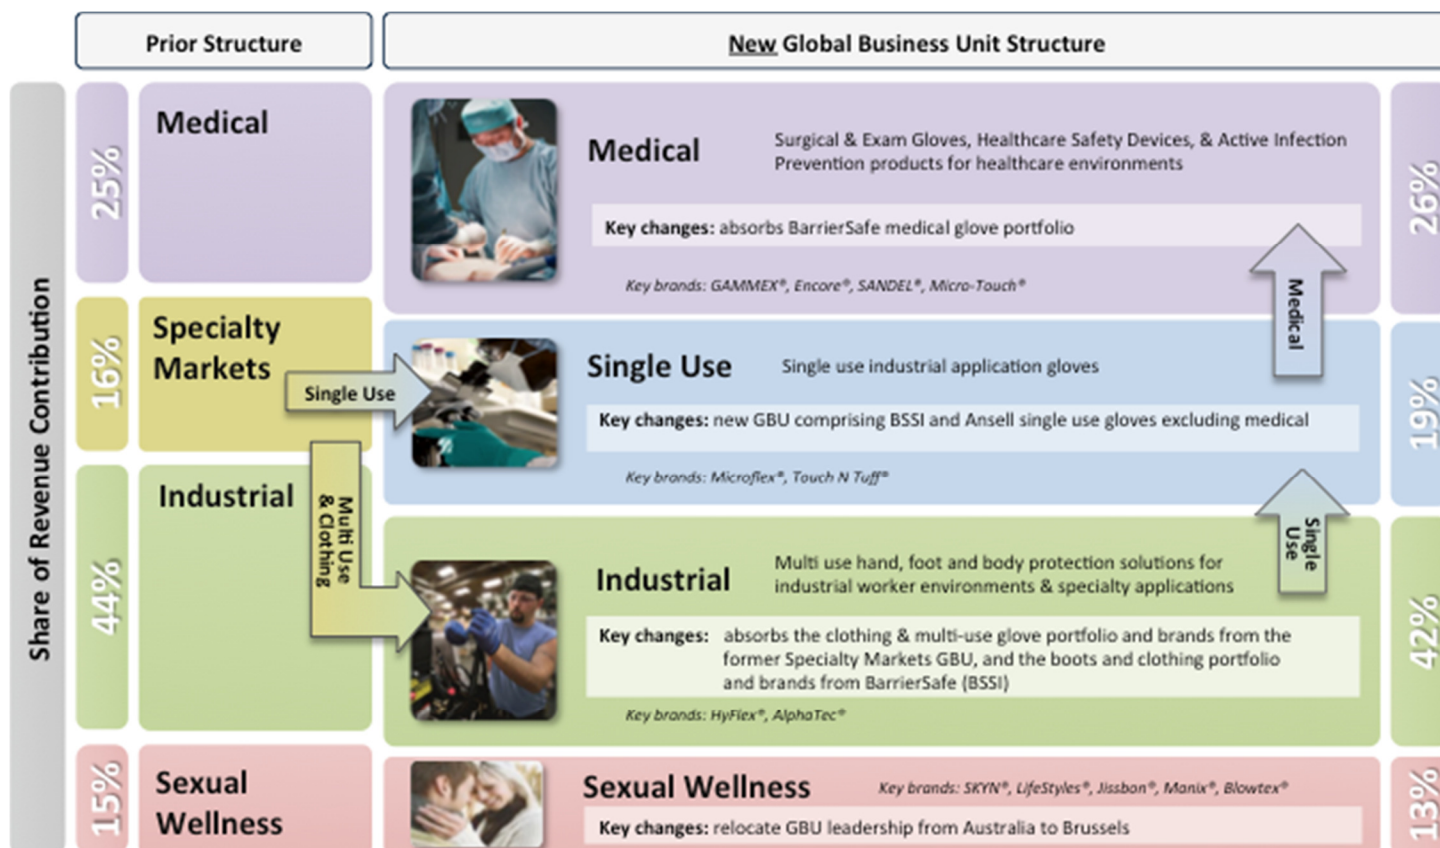 Prior Structure
New Global Business Unit Structure
Share of Revenue Contribution
25%
Medical
Medical
Surgical & Exam Gloves, Healthcare Safety Devices, & Active Infection
Prevention products for healthcare environments
Key changes: absorbs BarrierSafe medical glove portfolio
Key brands: GAMMEX®, Encore®, SANDEL®, Micro-Touch®
Medical
26%
16%
Specialty
Markets
Single Use
Single Use
Single use industrial application gloves
Key changes: new GBU comprising BSSI and Ansell single use gloves excluding medical
Key brands: Microflex®, Touch N Tuff®
19%
44%
Industrial
Multi Use
& Clothing
Industrial
Multi use hand, foot and body protection solutions for
industrial worker environments & specialty applications
Single
Use
Key changes: absorbs the clothing & multi-use glove portfolio and brands from the
former Specialty Markets GBU, and the boots and clothing portfolio
and brands from BarrierSafe (BSSI)
Key brands: HyFlex®, AlphaTec®
42%
15%
Sexual
Wellness
Sexual Wellness
Key brands: SKYN®, LifeStyles®, Jissbon®, Manix®, Blowtex®
Key changes: relocate GBU leadership from Australia to Brussels
13%